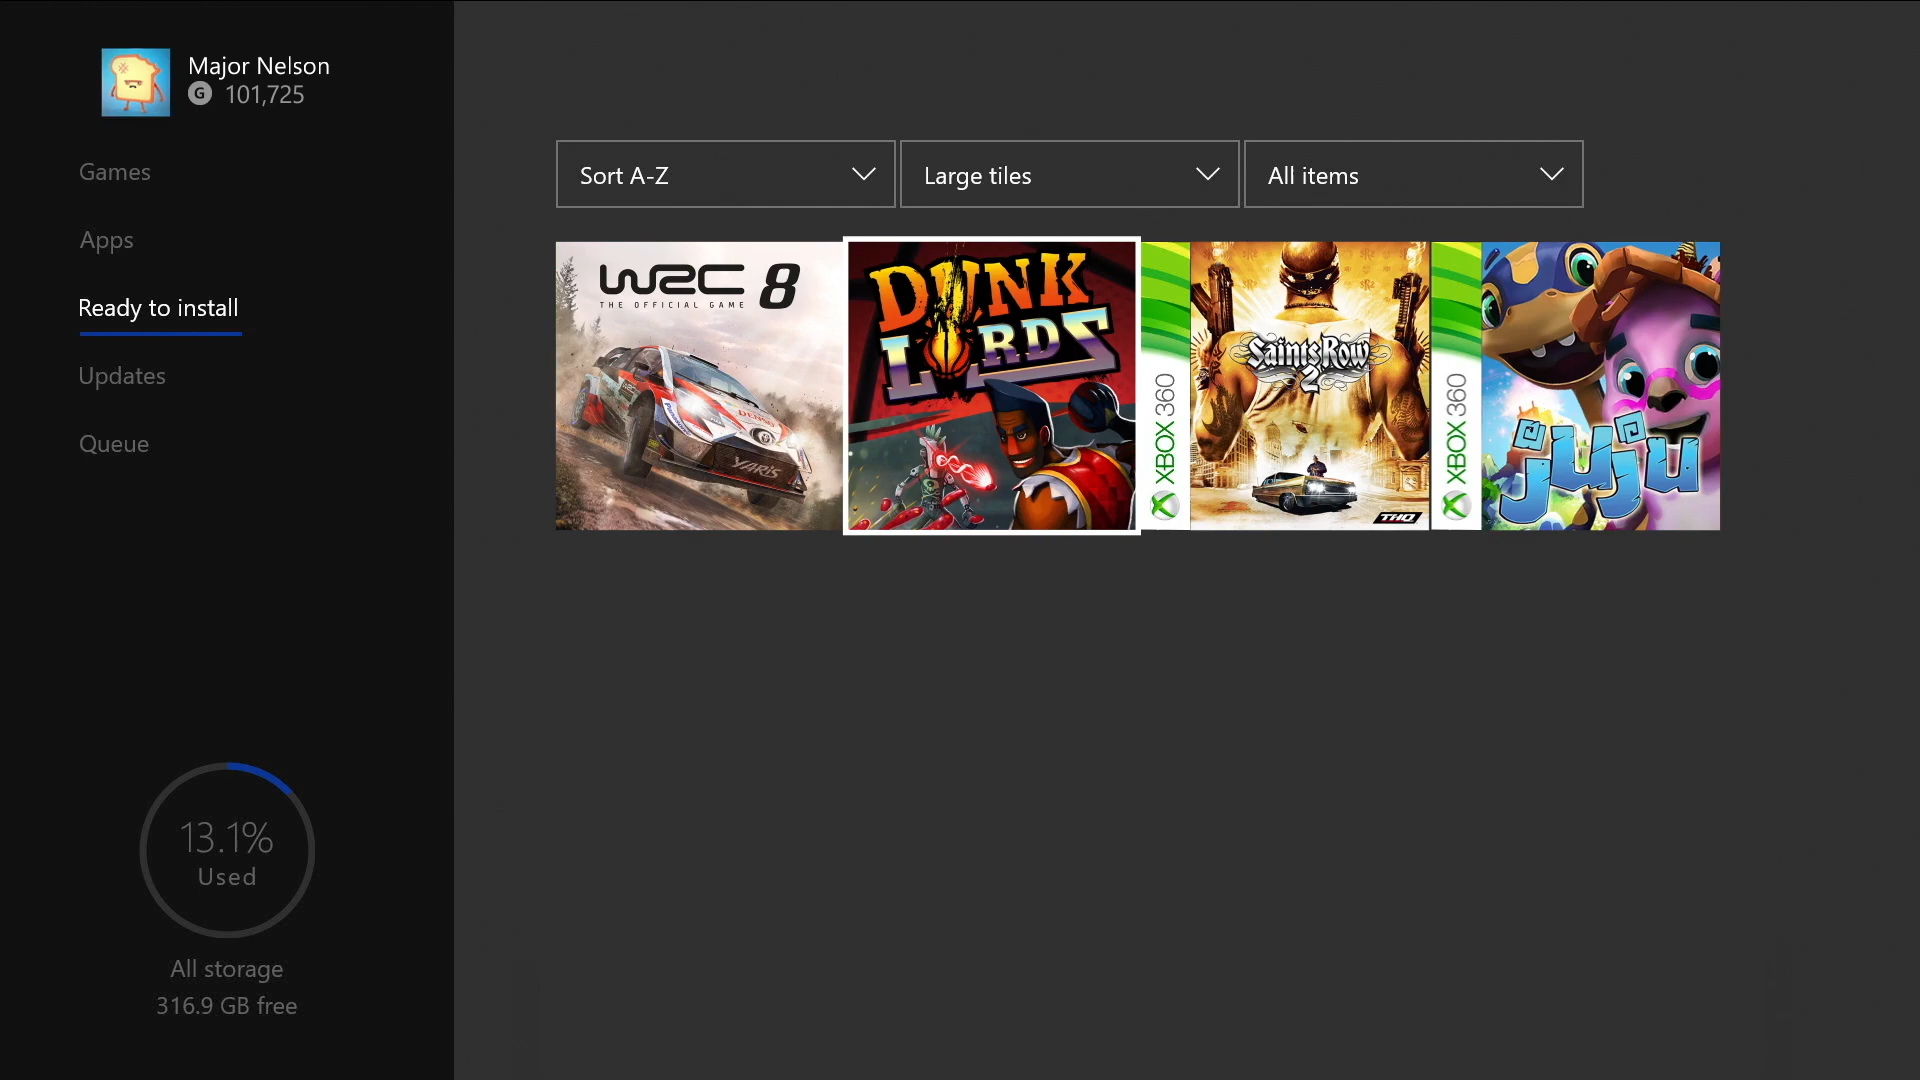 Major Nelson
G 101,725
Games
Apps
Ready to install
Updates
Queue
13.1%
Used
All storage
316.9 GB free
Sort A-Z
Large tiles
All items
WRC 8
THE OFFICIAL GAME
DENSO
YARIS
DUNK
LORDS
XBOX 360
Saints Row
2
THQ
XBOX 360
juju